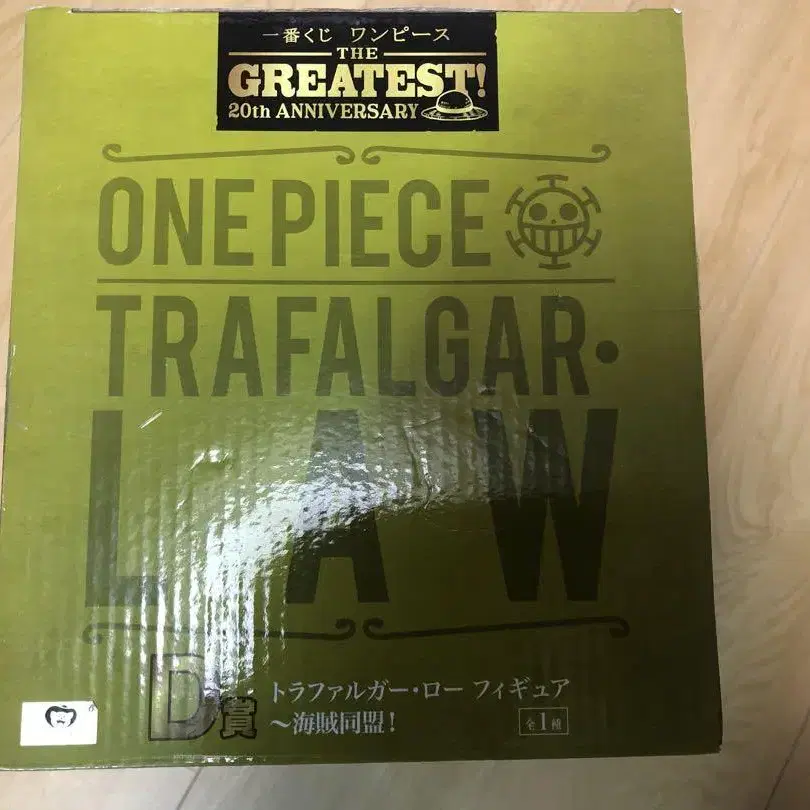 一番くじ ワンピース
THE
GREATEST!
20th ANNIVERSARY
ONE PIECE
TRAFALGAR・
LAW
D賞
トラファルガー・ロー フィギュア
～海賊同盟！
全1種